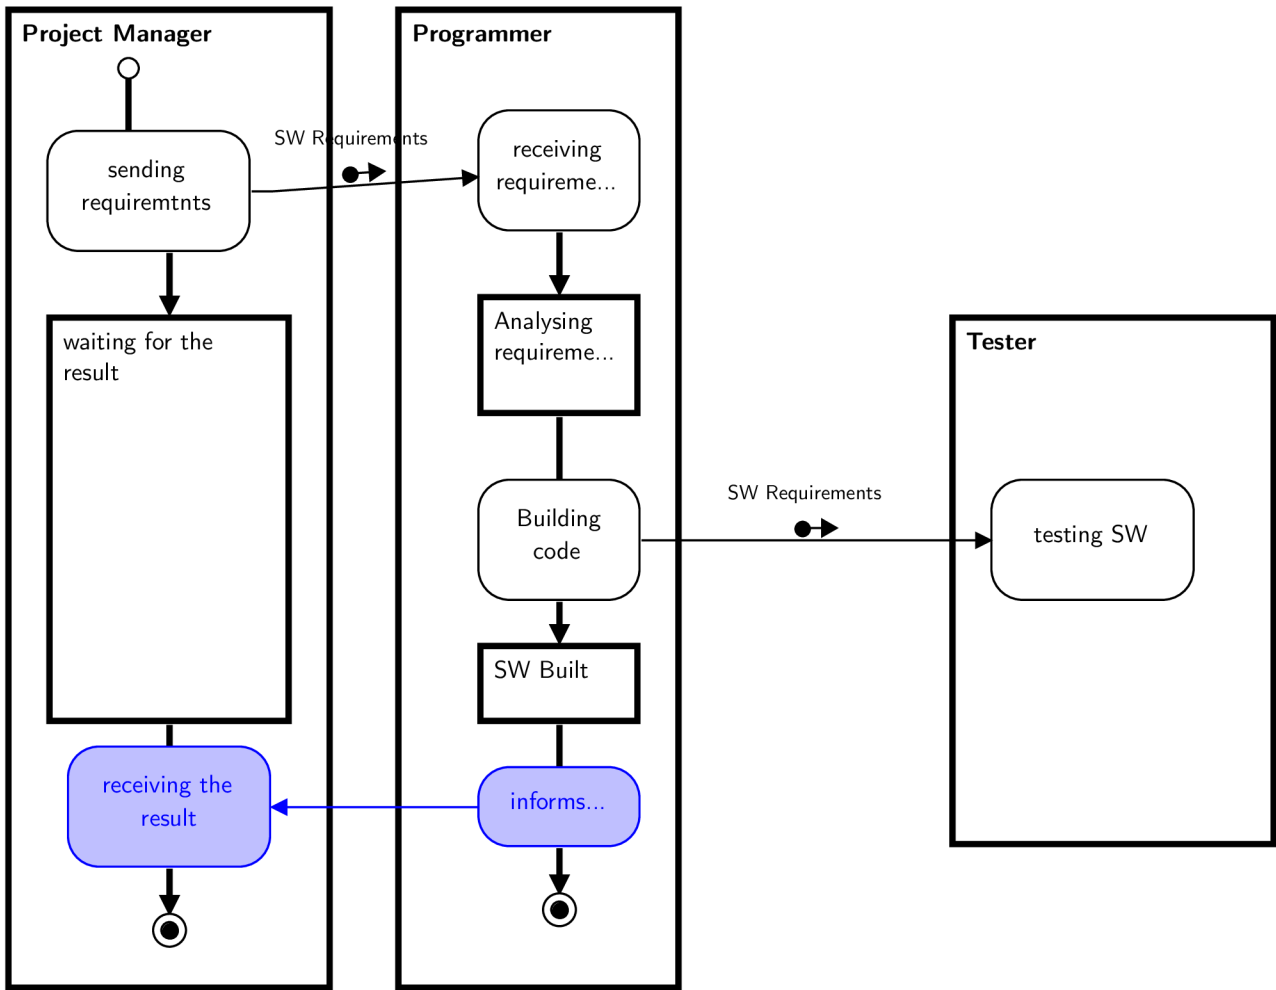 Project Manager
sending
requiremtnts
waiting for the
result
receiving the
result
SW Requirements
Programmer
receiving
requireme...
Analysing
requireme...
Building
code
SW Built
informs...
SW Requirements
Tester
testing SW